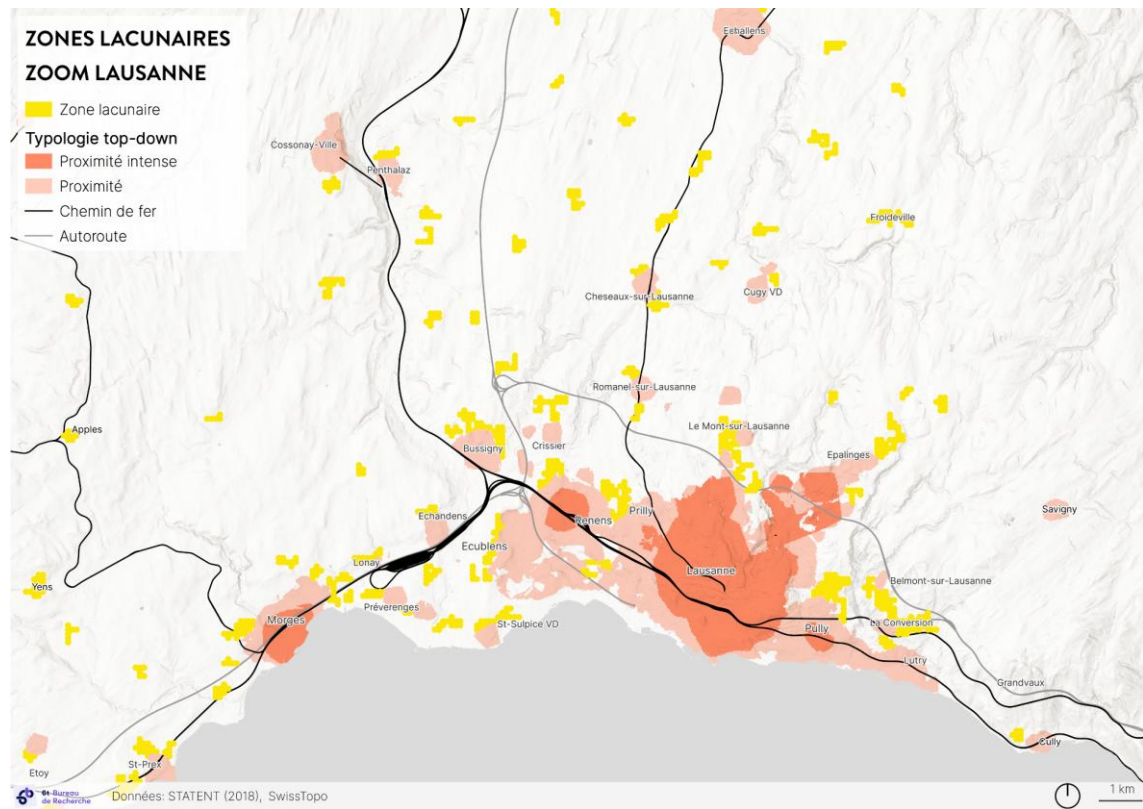 ZONES LACUNAIRES
ZOOM LAUSANNE
Zone lacunaire
Typologie top-down
Proximité intense
Proximité
Chemin de fer
Autoroute
Echallens
Cossonay-Ville
Penthalaz
Froideville
Cheseaux-sur-Lausanne
Cugy VD
Romanel-sur-Lausanne
Apples
Le Mont-sur-Lausanne
Bussigny
Crissier
Epalinges
Savigny
Echandens
Renens
Prilly
Ecublens
Lonay
Lausanne
Belmont-sur-Lausanne
Yens
Préverenges
Morges
St-Sulpice VD
Pully
La Conversion
Lutry
Grandvaux
Cully
Etoy
St-Prex
6t Bureau
de Recherche
Données: STATENT (2018), SwissTopo
1 km